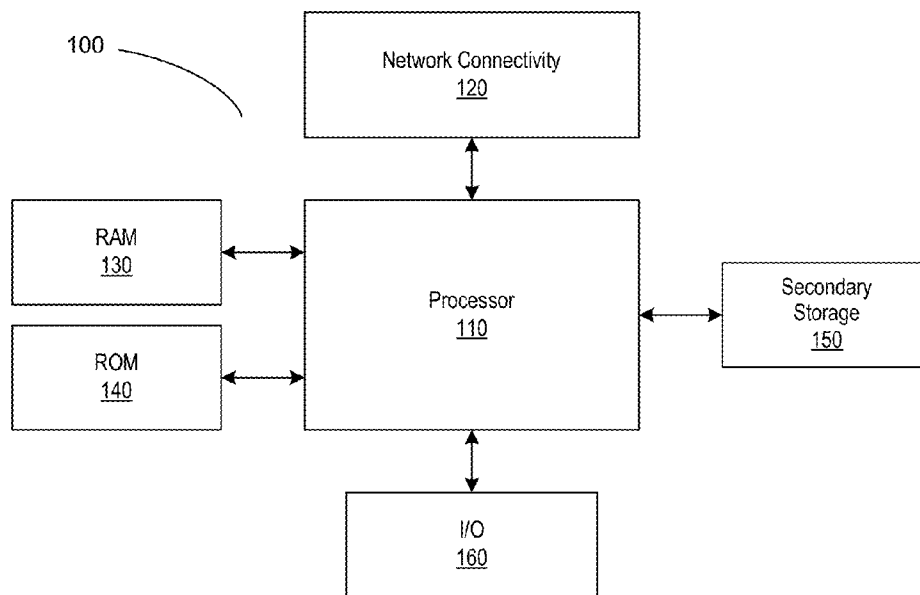 100
Network Connectivity
120
RAM
130
Processor
110
Secondary
Storage
150
ROM
140
I/O
160